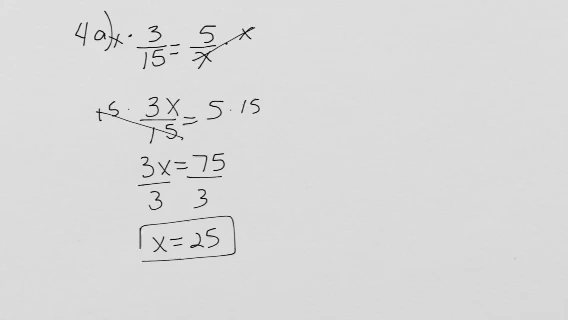 4a) x · 3/15 = 5/x · x
15 · 3x/15 = 5 · 15
3x/3 = 75/3
x = 25